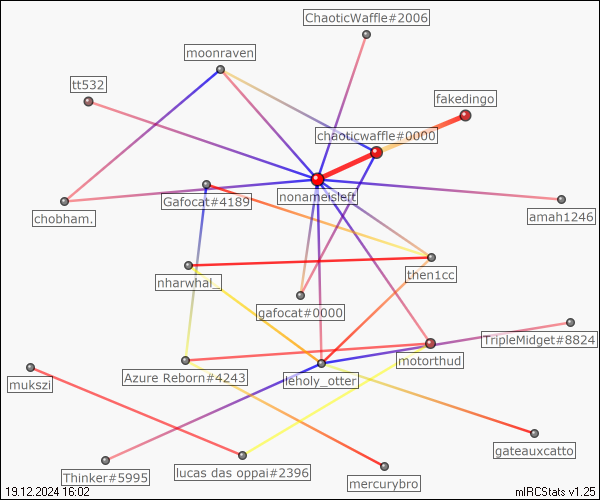 ChaoticWaffle#2006
moonraven
tt532
fakedingo
chaoticwaffle#0000
nonameisleft
Gafocat#4189
chobham.
amah1246
then1cc
nharwhal_
gafocat#0000
TripleMidget#8824
motorthud
Azure Reborn#4243
leholy_otter
mukszi
gateauxcatto
Thinker#5995
lucas das oppai#2396
mercurybro
19.12.2024 16:02
mIRCStats v1.25